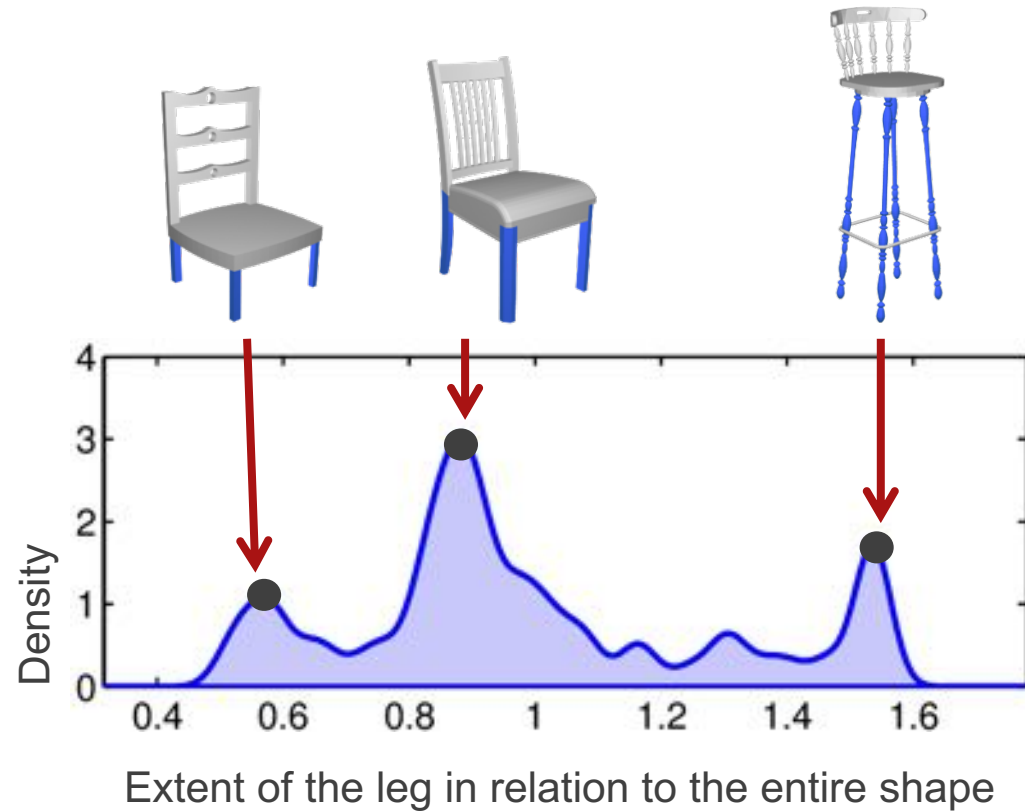 4
3
2
1
0
Density
0.4 0.6 0.8 1 1.2 1.4 1.6
Extent of the leg in relation to the entire shape